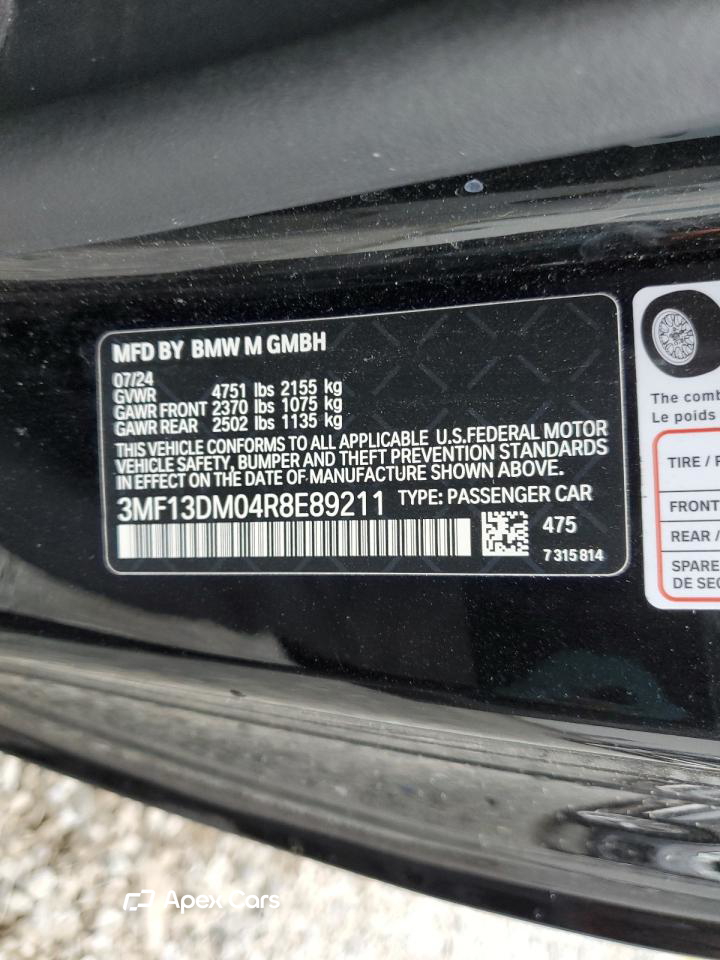 MFD BY BMW M GMBH
07/24
GVWR 4751 lbs 2155 kg
GAWR FRONT 2370 lbs 1075 kg
GAWR REAR 2502 lbs 1135 kg
THIS VEHICLE CONFORMS TO ALL APPLICABLE U.S.FEDERAL MOTOR
VEHICLE SAFETY, BUMPER AND THEFT PREVENTION STANDARDS
IN EFFECT ON THE DATE OF MANUFACTURE SHOWN ABOVE.
3MF13DM04R8E89211 TYPE: PASSENGER CAR
475
7 315 814
The comb
Le poids
TIRE /
FRONT
REAR /
SPARE
DE SEC
Apex Cars